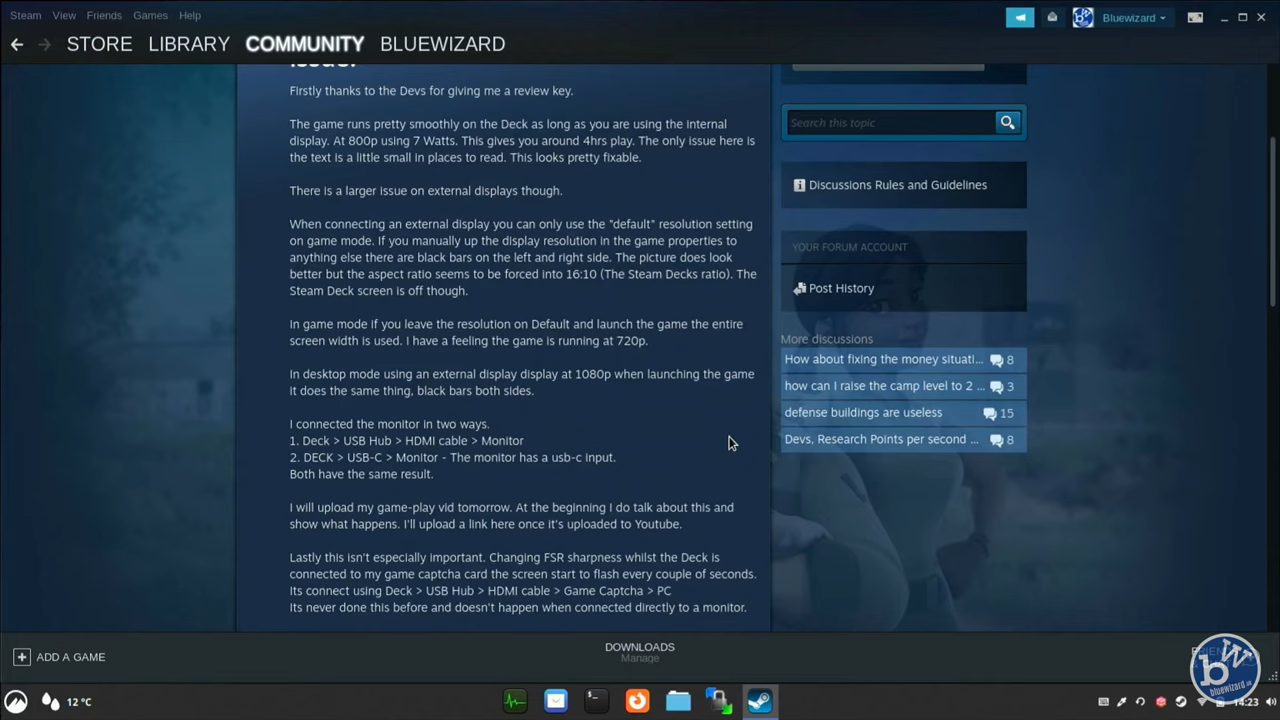 Steam View Friends Games Help
Bluewizard
STORE LIBRARY COMMUNITY BLUEWIZARD
Issue.
Firstly thanks to the Devs for giving me a review key.
The game runs pretty smoothly on the Deck as long as you are using the internal
display. At 800p using 7 Watts. This gives you around 4hrs play. The only issue here is
the text is a little small in places to read. This looks pretty fixable.
There is a larger issue on external displays though.
When connecting an external display you can only use the "default" resolution setting
on game mode. If you manually up the display resolution in the game properties to
anything else there are black bars on the left and right side. The picture does look
better but the aspect ratio seems to be forced into 16:10 (The Steam Decks ratio). The
Steam Deck screen is off though.
In game mode if you leave the resolution on Default and launch the game the entire
screen width is used. I have a feeling the game is running at 720p.
In desktop mode using an external display display at 1080p when launching the game
it does the same thing, black bars both sides.
I connected the monitor in two ways.
1. Deck > USB Hub > HDMI cable > Monitor
2. DECK > USB-C > Monitor - The monitor has a usb-c input.
Both have the same result.
I will upload my game-play vid tomorrow. At the beginning I do talk about this and
show what happens. I'll upload a link here once it's uploaded to Youtube.
Lastly this isn't especially important. Changing FSR sharpness whilst the Deck is
connected to my game captcha card the screen start to flash every couple of seconds.
Its connect using Deck > USB Hub > HDMI cable > Game Captcha > PC
Its never done this before and doesn't happen when connected directly to a monitor.
Search this topic
Discussions Rules and Guidelines
YOUR FORUM ACCOUNT
Post History
More discussions
How about fixing the money situati... 8
how can I raise the camp level to 2 ... 3
defense buildings are useless 15
Devs, Research Points per second ... 8
ADD A GAME
DOWNLOADS
Manage
bw
bluewizard
12 °C
14:23